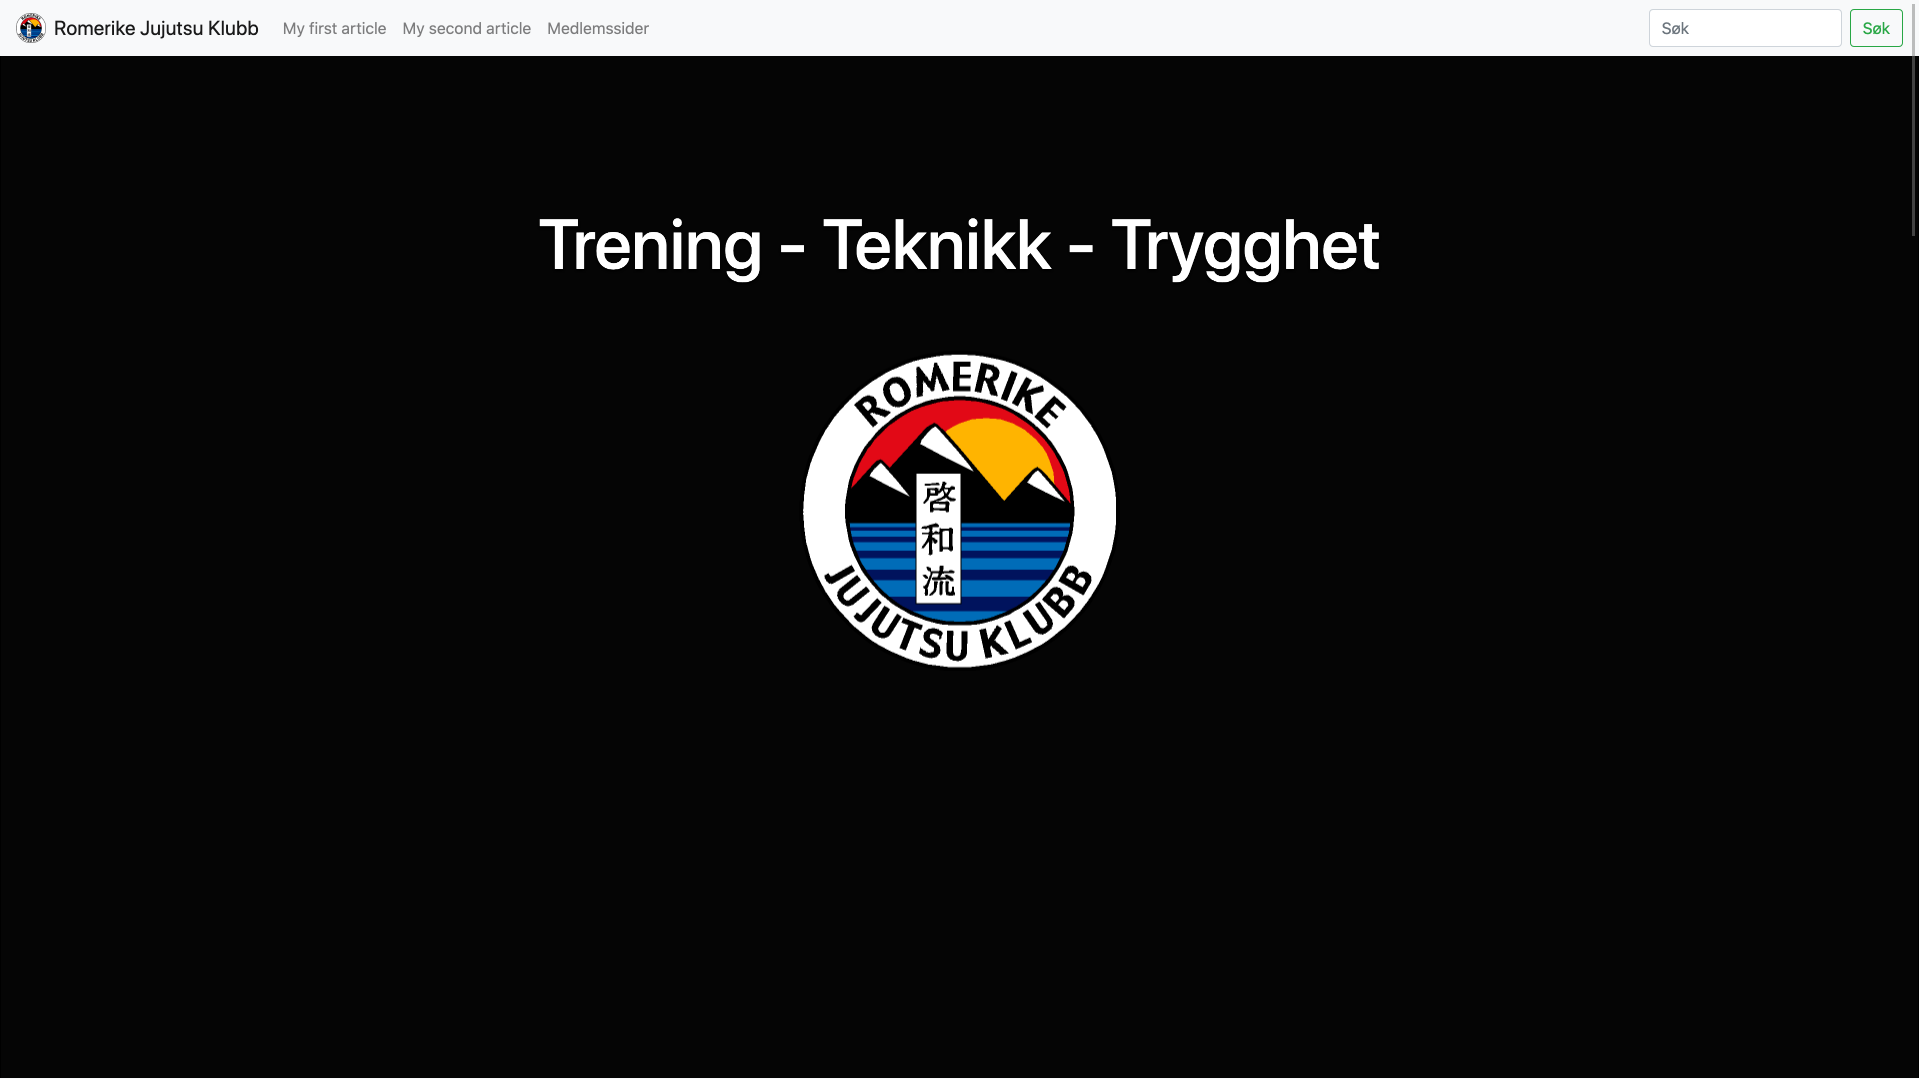 Romerike Jujutsu Klubb My first article My second article Medlemssider Søk Søk
Trening - Teknikk - Trygghet
ROMERIKE
啓
和
流
JUJUTSU KLUBB